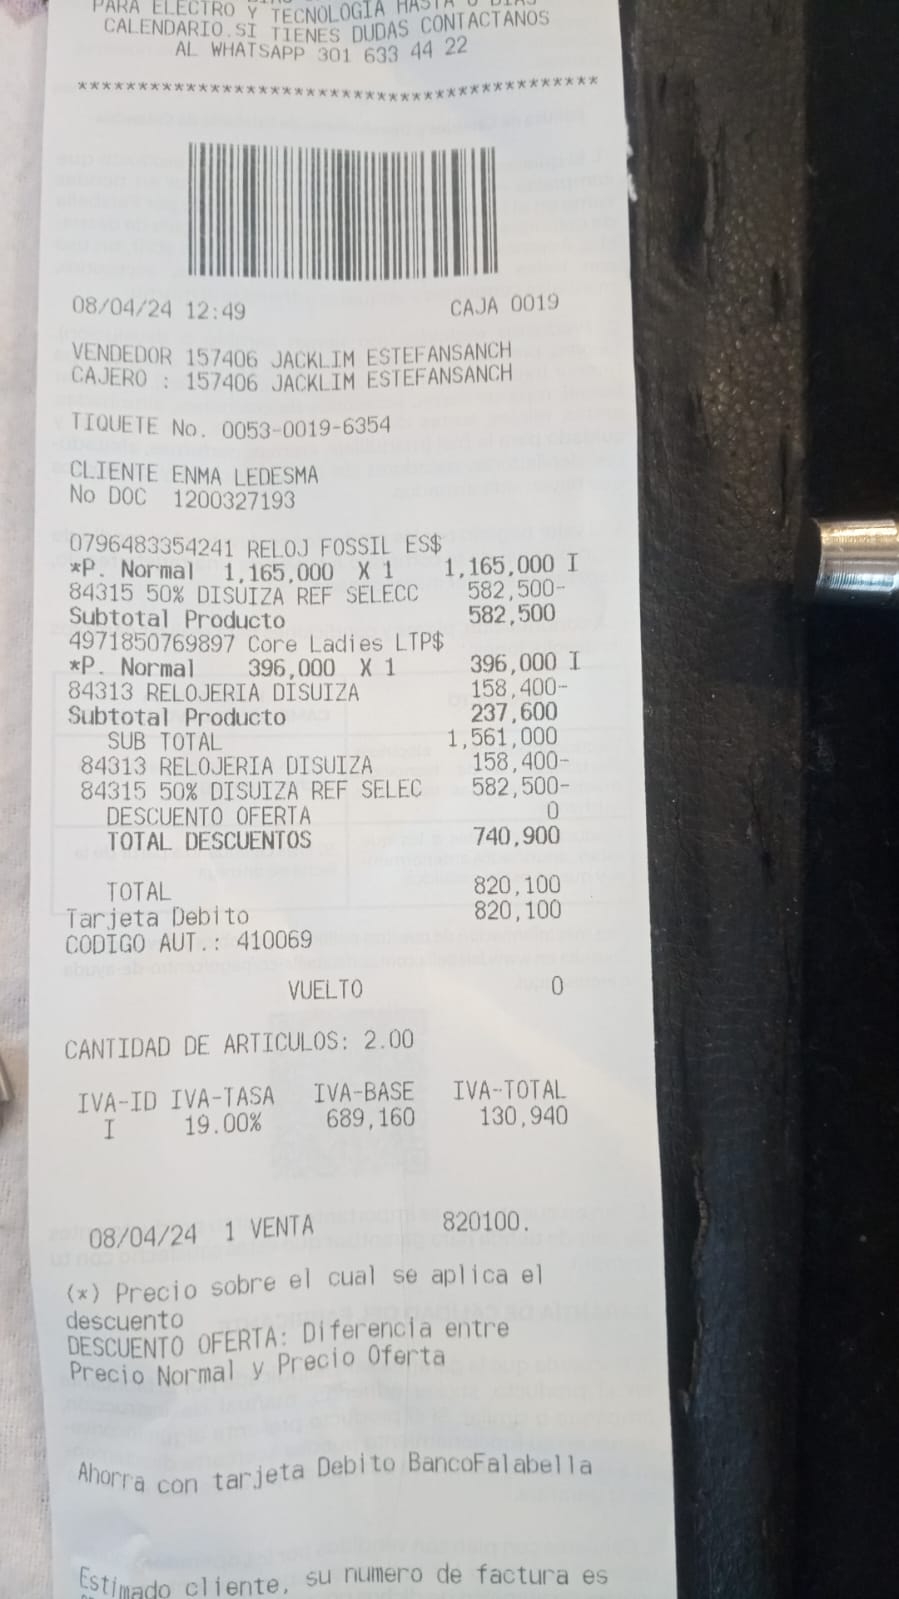 PARA ELECTRO Y TECNOLOGIA HASTA DIAS
CALENDARIO.SI TIENES DUDAS CONTACTANOS
AL WHATSAPP 301 633 44 22
********************************************
08/04/24 12:49 CAJA 0019
VENDEDOR 157406 JACKLIM ESTEFANSANCH
CAJERO : 157406 JACKLIM ESTEFANSANCH
TIQUETE No. 0053-0019-6354
CLIENTE ENMA LEDESMA
No DOC 1200327193
0796483354241 RELOJ FOSSIL ES$
*P. Normal 1,165,000 X 1 1,165,000 I
84315 50% DISUIZA REF SELECC 582,500-
Subtotal Producto 582,500
4971850769897 Core Ladies LTP$
*P. Normal 396,000 X 1 396,000 I
84313 RELOJERIA DISUIZA 158,400-
Subtotal Producto 237,600
SUB TOTAL 1,561,000
84313 RELOJERIA DISUIZA 158,400-
84315 50% DISUIZA REF SELEC 582,500-
DESCUENTO OFERTA 0
TOTAL DESCUENTOS 740,900
TOTAL 820,100
Tarjeta Debito 820,100
CODIGO AUT.: 410069
VUELTO 0
CANTIDAD DE ARTICULOS: 2.00
IVA-ID IVA-TASA IVA-BASE IVA-TOTAL
I 19.00% 689,160 130,940
08/04/24 1 VENTA 820100.
(*) Precio sobre el cual se aplica el
descuento
DESCUENTO OFERTA: Diferencia entre
Precio Normal y Precio Oferta
Ahorra con tarjeta Debito BancoFalabella
Estimado cliente, su numero de factura es